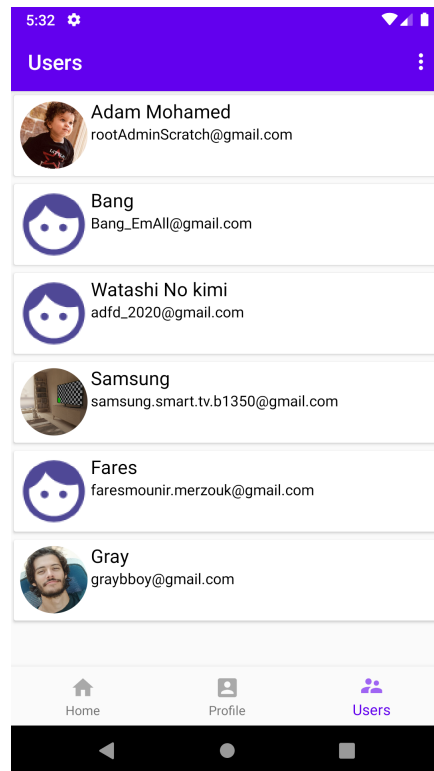 5:32
Users
Adam Mohamed
rootAdminScratch@gmail.com
Bang
Bang_EmAll@gmail.com
Watashi No kimi
adfd_2020@gmail.com
Samsung
samsung.smart.tv.b1350@gmail.com
Fares
faresmounir.merzouk@gmail.com
Gray
graybboy@gmail.com
Home
Profile
Users